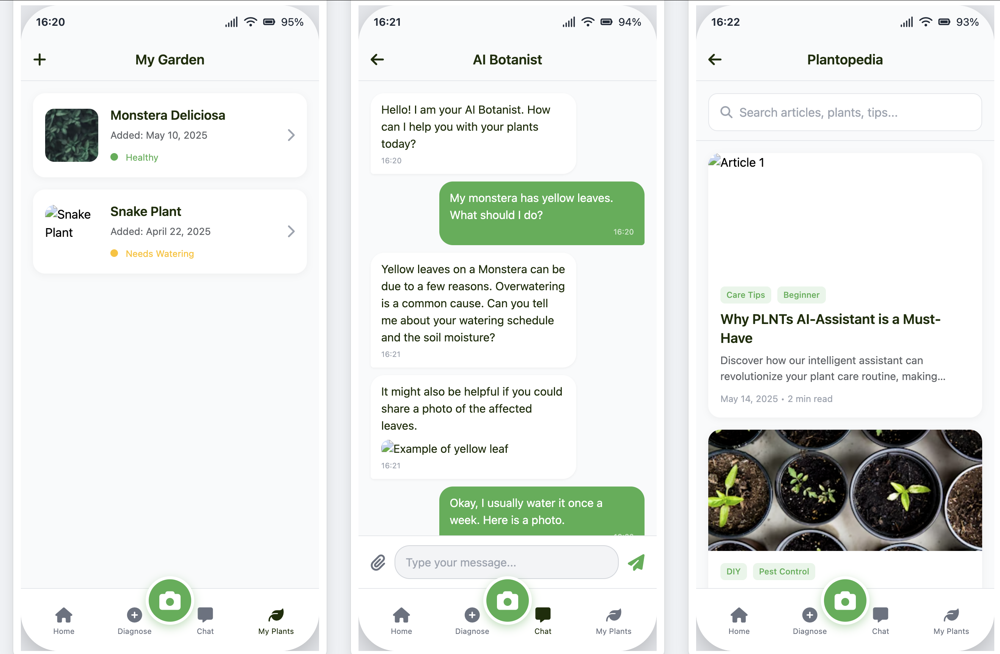 16:20
95%
My Garden
Monstera Deliciosa
Added: May 10, 2025
Healthy
Snake
Plant
Snake Plant
Added: April 22, 2025
Needs Watering
Home
Diagnose
Chat
My Plants
16:21
94%
AI Botanist
Hello! I am your AI Botanist. How
can I help you with your plants
today?
16:20
My monstera has yellow leaves.
What should I do?
16:20
Yellow leaves on a Monstera can be
due to a few reasons. Overwatering
is a common cause. Can you tell
me about your watering schedule
and the soil moisture?
16:21
It might also be helpful if you could
share a photo of the affected
leaves.
Example of yellow leaf
16:21
Okay, I usually water it once a
week. Here is a photo.
Type your message...
Home
Diagnose
Chat
My Plants
16:22
93%
Plantopedia
Search articles, plants, tips...
Article 1
Care Tips
Beginner
Why PLNTs AI-Assistant is a Must-
Have
Discover how our intelligent assistant can
revolutionize your plant care routine, making...
May 14, 2025 • 2 min read
DIY
Pest Control
Home
Diagnose
Chat
My Plants